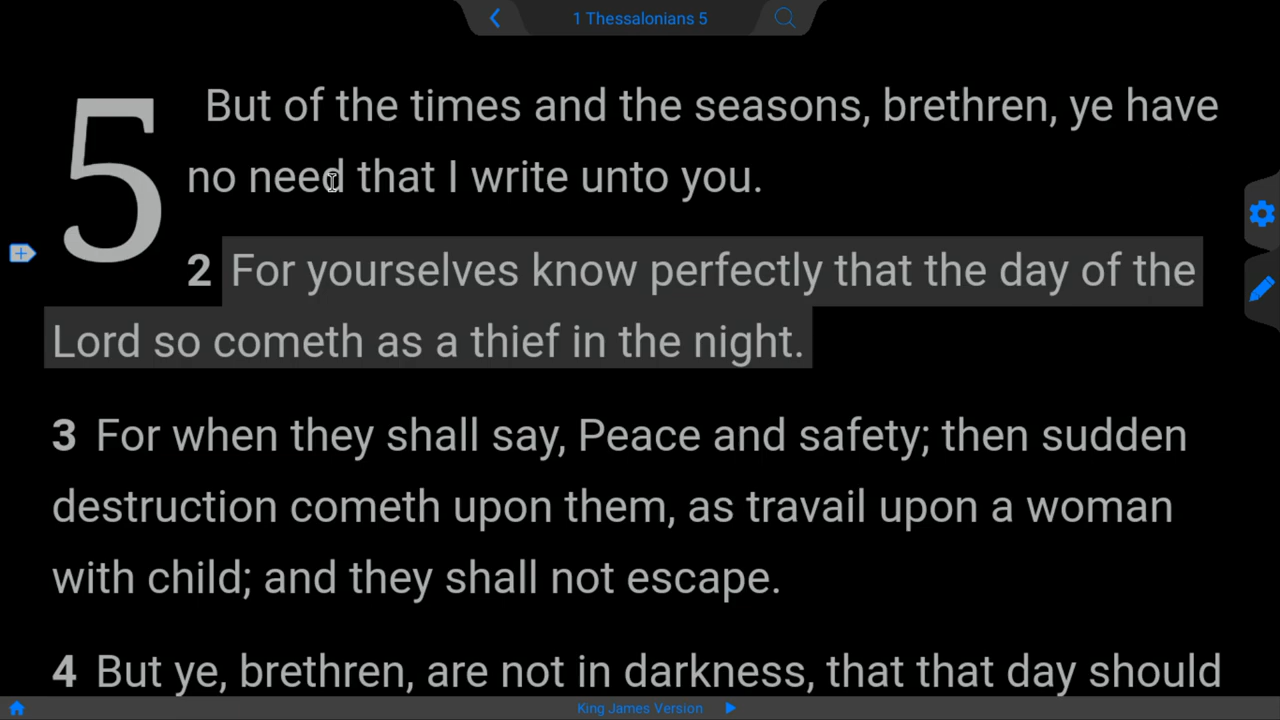 1 Thessalonians 5
5 But of the times and the seasons, brethren, ye have
no need that I write unto you.
2 For yourselves know perfectly that the day of the
Lord so cometh as a thief in the night.
3 For when they shall say, Peace and safety; then sudden
destruction cometh upon them, as travail upon a woman
with child; and they shall not escape.
4 But ye, brethren, are not in darkness, that that day should
King James Version